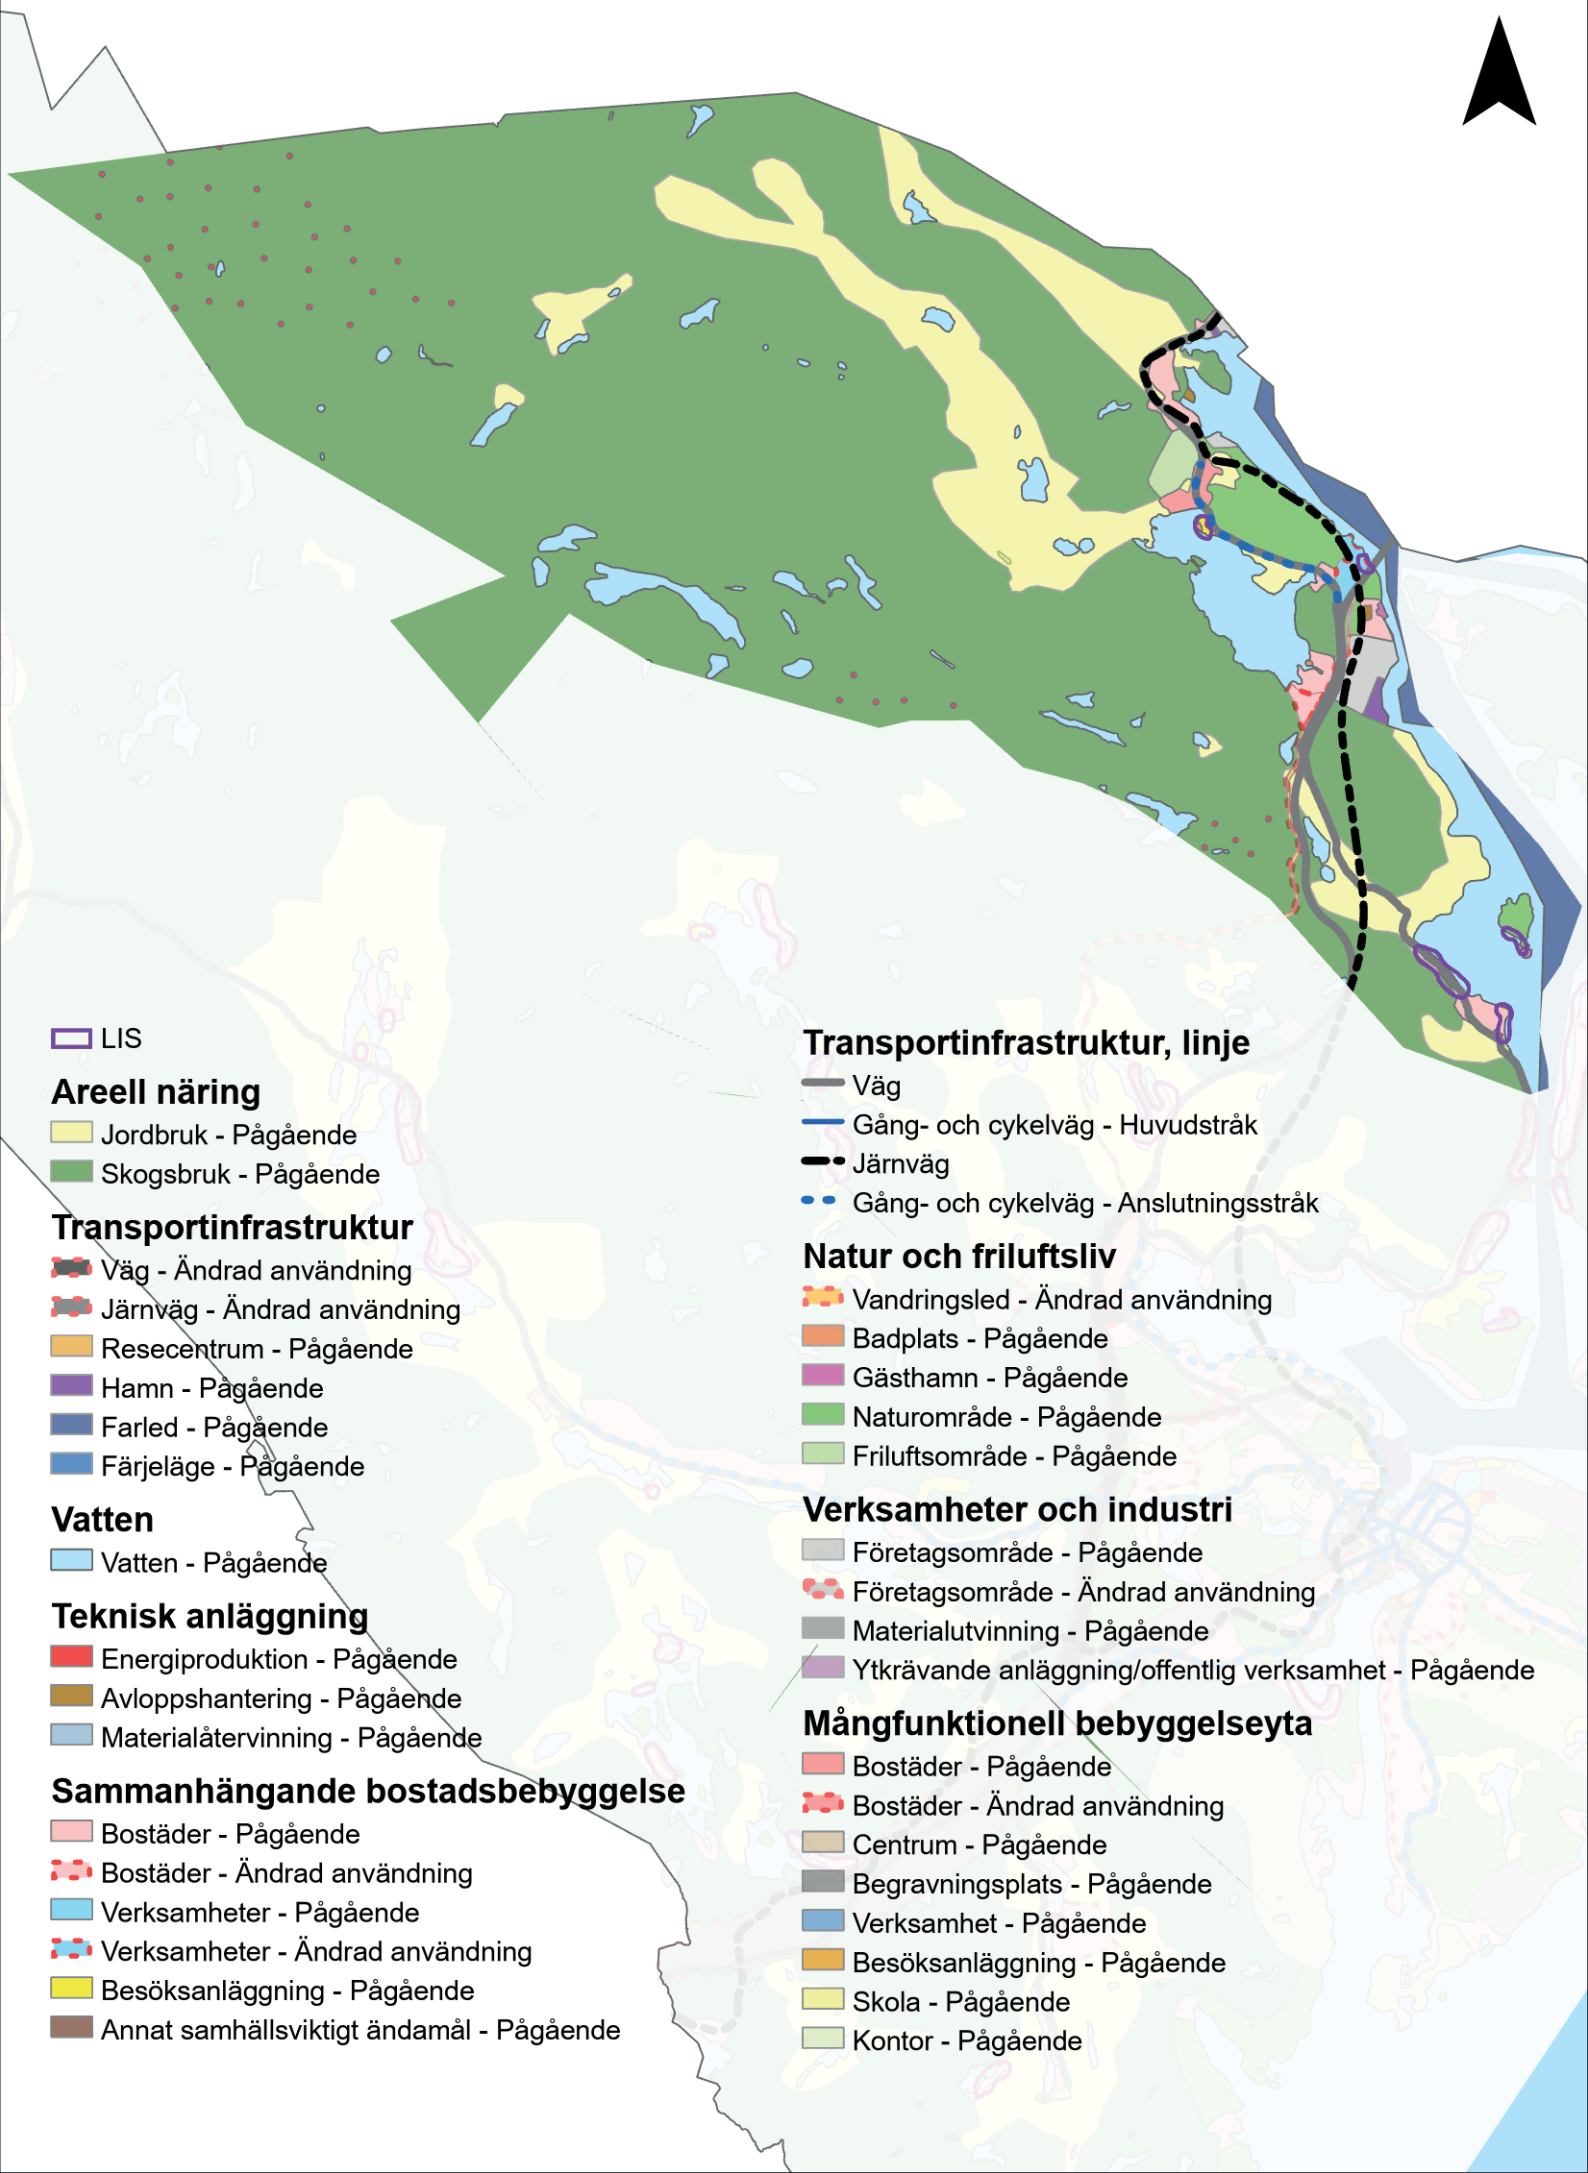 LIS
Areell näring
Jordbruk - Pågående
Skogsbruk - Pågående
Transportinfrastruktur
Väg - Ändrad användning
Järnväg - Ändrad användning
Resecentrum - Pågående
Hamn - Pågående
Farled - Pågående
Färjeläge - Pågående
Vatten
Vatten - Pågående
Teknisk anläggning
Energiproduktion - Pågående
Avloppshantering - Pågående
Materialåtervinning - Pågående
Sammanhängande bostadsbebyggelse
Bostäder - Pågående
Bostäder - Ändrad användning
Verksamheter - Pågående
Verksamheter - Ändrad användning
Besöksanläggning - Pågående
Annat samhällsviktigt ändamål - Pågående
Transportinfrastruktur, linje
Väg
Gång- och cykelväg - Huvudstråk
Järnväg
Gång- och cykelväg - Anslutningsstråk
Natur och friluftsliv
Vandringsled - Ändrad användning
Badplats - Pågående
Gästhamn - Pågående
Naturområde - Pågående
Friluftsområde - Pågående
Verksamheter och industri
Företagsområde - Pågående
Företagsområde - Ändrad användning
Materialutvinning - Pågående
Ytkrävande anläggning/offentlig verksamhet - Pågående
Mångfunktionell bebyggelseyta
Bostäder - Pågående
Bostäder - Ändrad användning
Centrum - Pågående
Begravningsplats - Pågående
Verksamhet - Pågående
Besöksanläggning - Pågående
Skola - Pågående
Kontor - Pågående